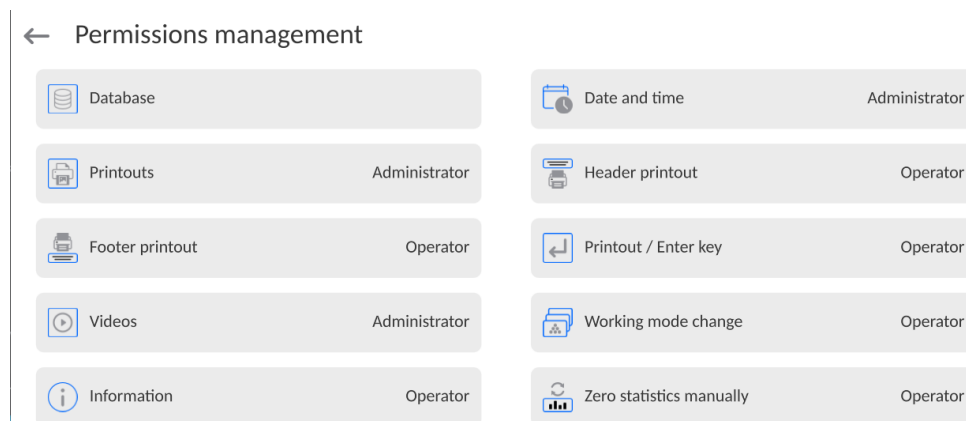 Permissions management
Database
Date and time Administrator
Printouts Administrator
Header printout Operator
Footer printout Operator
Printout / Enter key Operator
Videos Administrator
Working mode change Operator
Information Operator
Zero statistics manually Operator